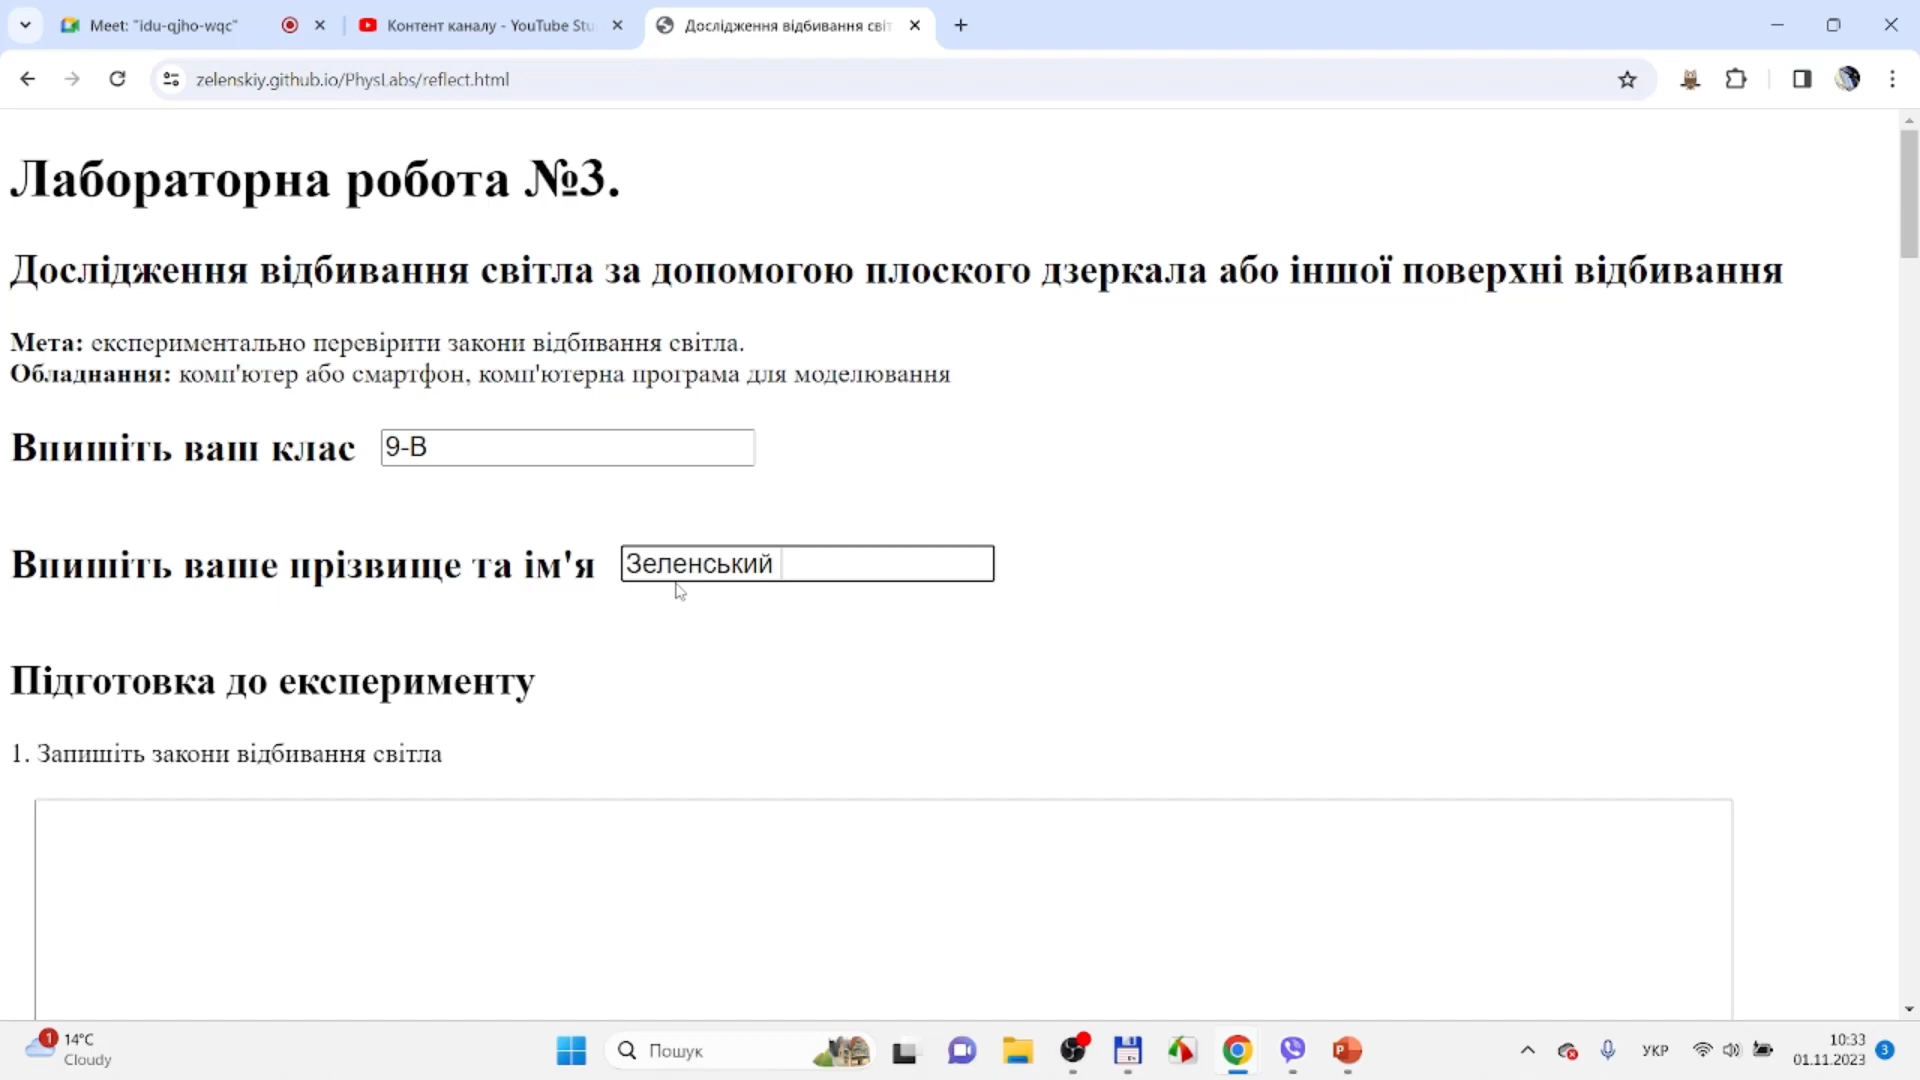 Meet: "idu-qjho-wqc"
Контент каналу - YouTube Stu
Дослідження відбивання світ
zelenskiy.github.io/PhysLabs/reflect.html
Лабораторна робота №3.
Дослідження відбивання світла за допомогою плоского дзеркала або іншої поверхні відбивання
Мета: експериментально перевірити закони відбивання світла.
Обладнання: комп'ютер або смартфон, комп'ютерна програма для моделювання
Впишіть ваш клас 9-В
Впишіть ваше прізвище та ім'я Зеленський
Підготовка до експерименту
1. Запишіть закони відбивання світла
1
14°C
Cloudy
Пошук
УКР
10:33
01.11.2023
3